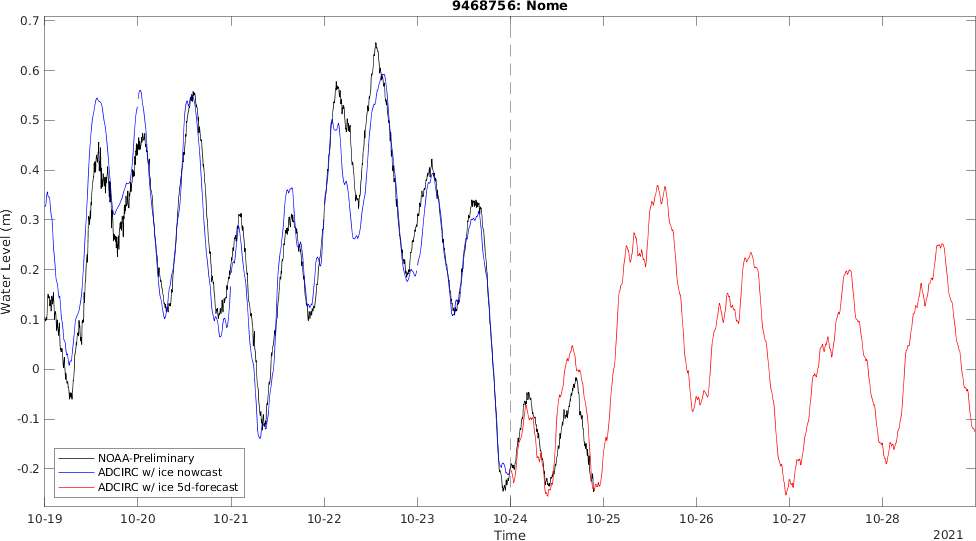 9468756: Nome
0.7
0.6
0.5
0.4
0.3
0.2
0.1
0
-0.1
-0.2
Water Level (m)
NOAA-Preliminary
ADCIRC w/ ice nowcast
ADCIRC w/ ice 5d-forecast
10-19 10-20 10-21 10-22 10-23 10-24 10-25 10-26 10-27 10-28
Time
2021